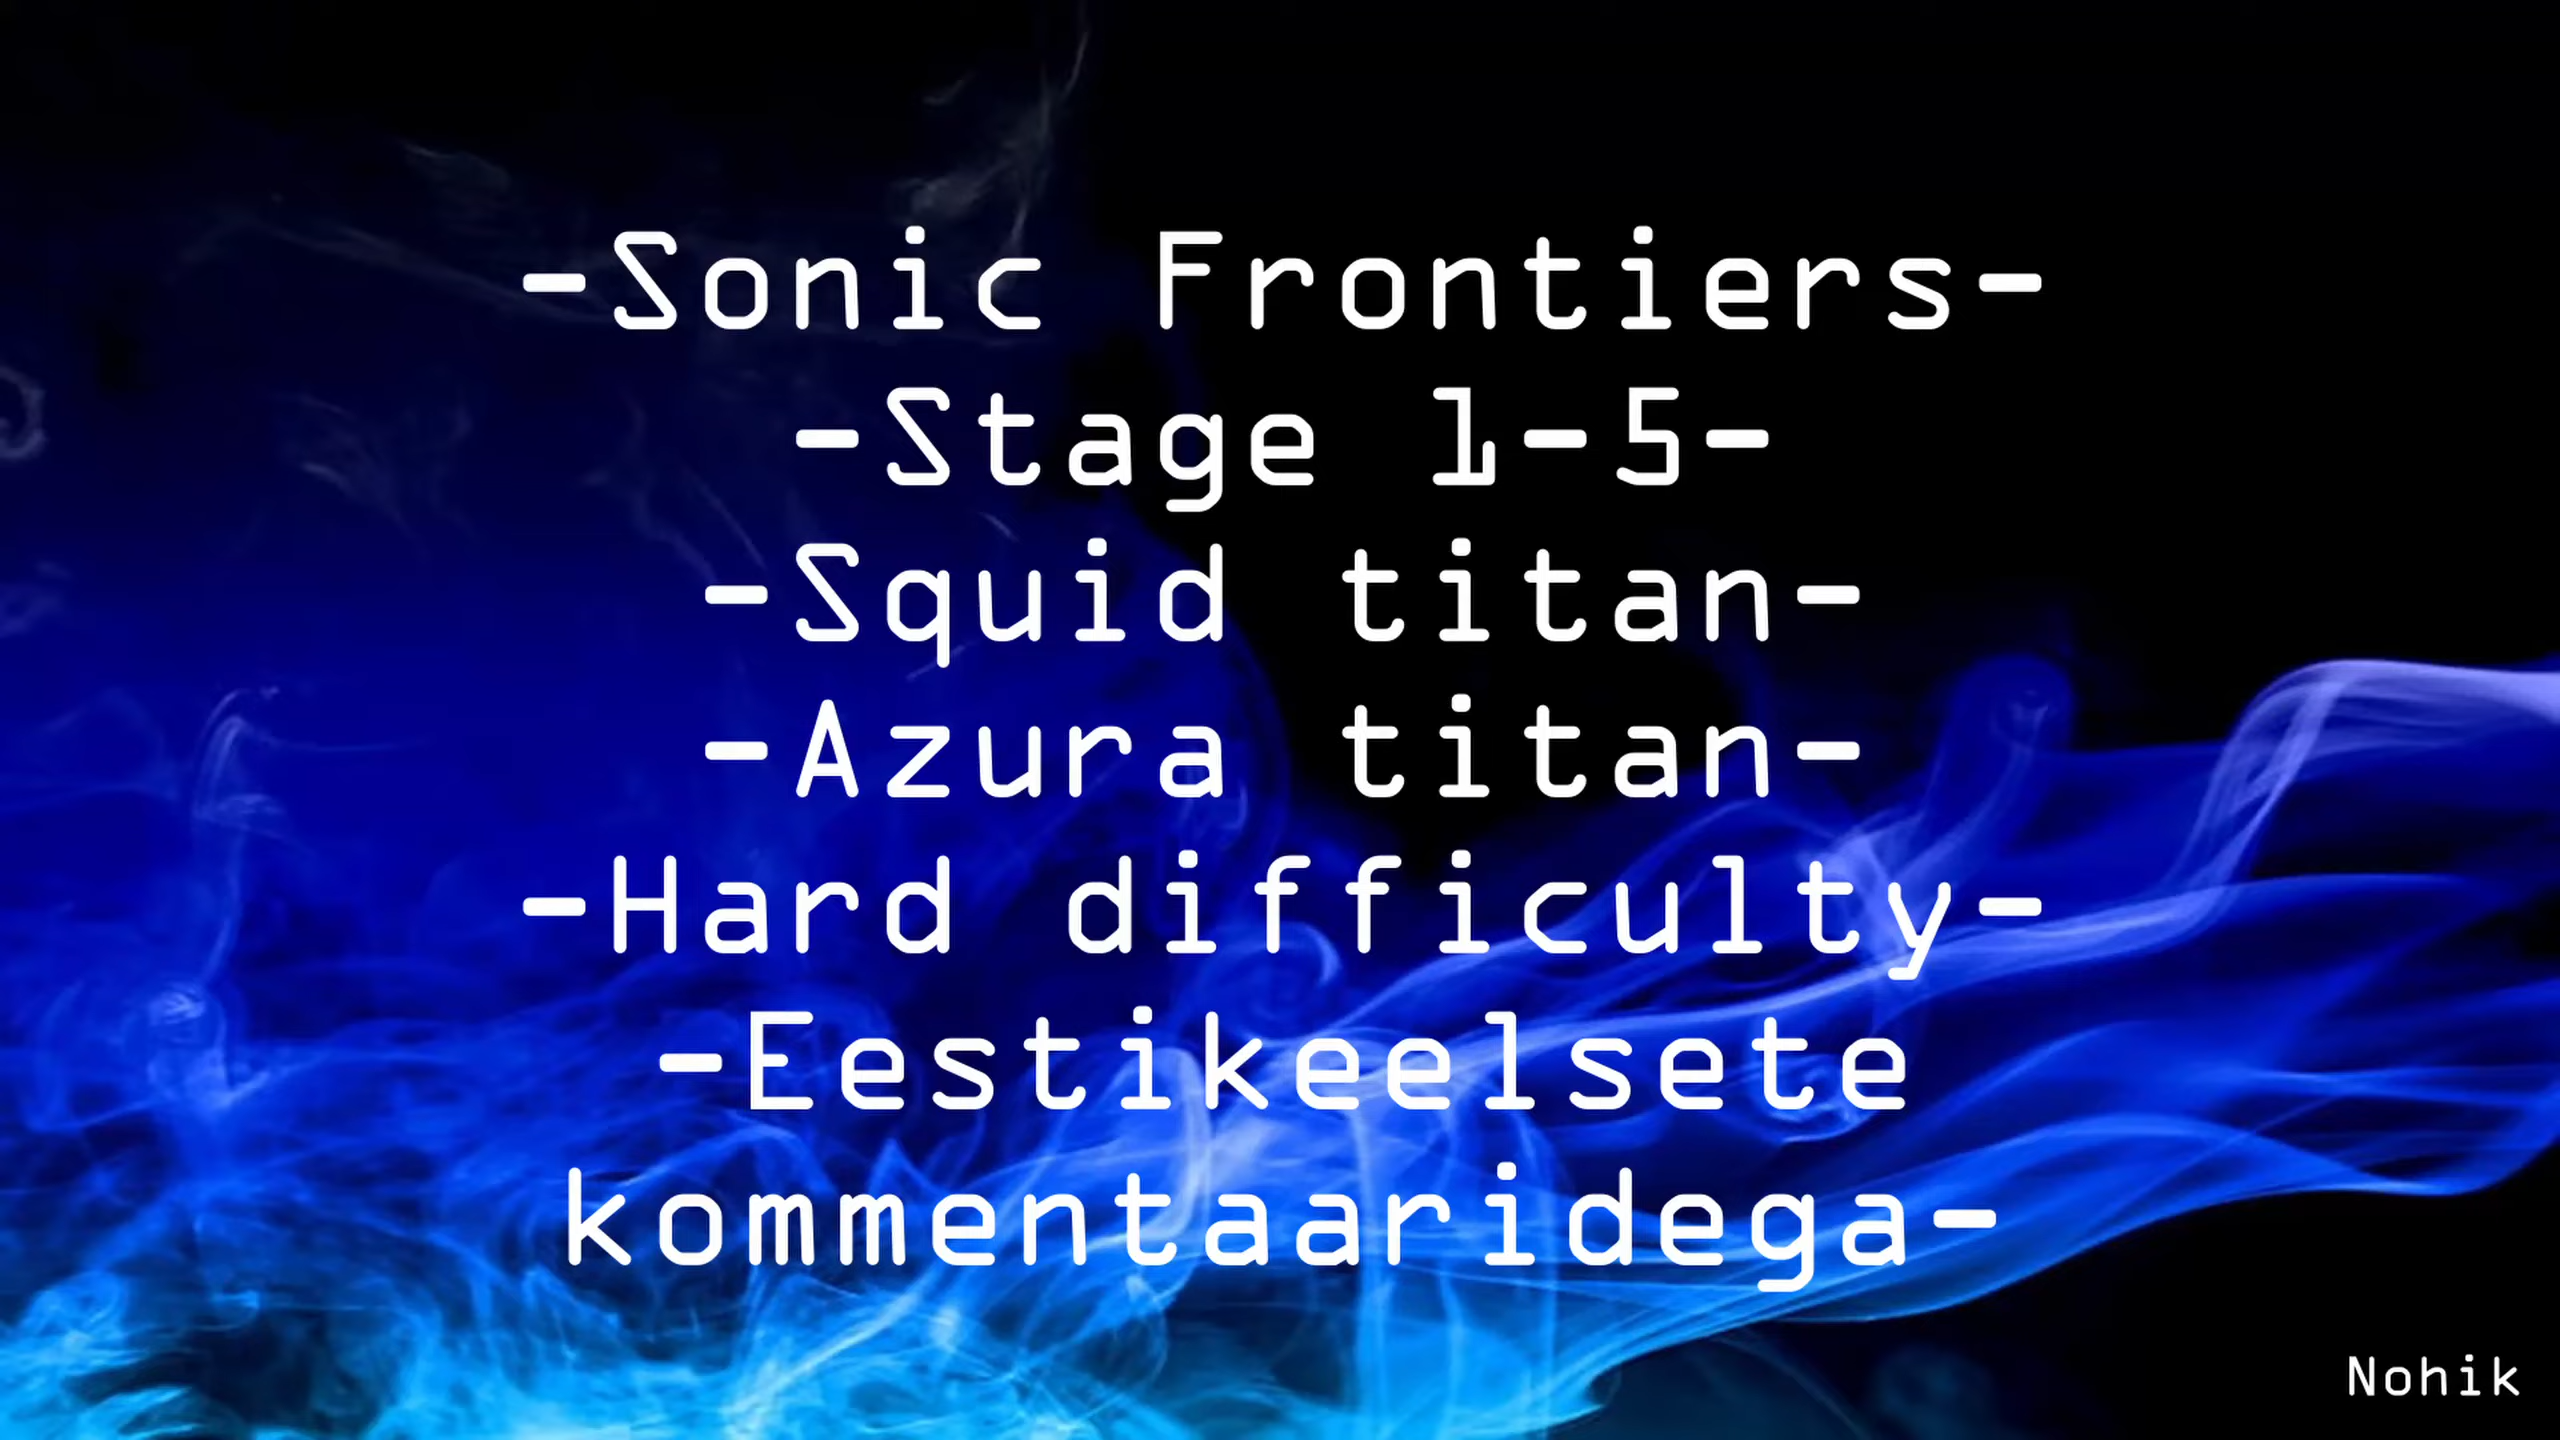 -Sonic Frontiers-
-Stage 1-5-
-Squid titan-
-Azura titan-
-Hard difficulty-
-Eestikeelsete
kommentaaridega-
Nohik